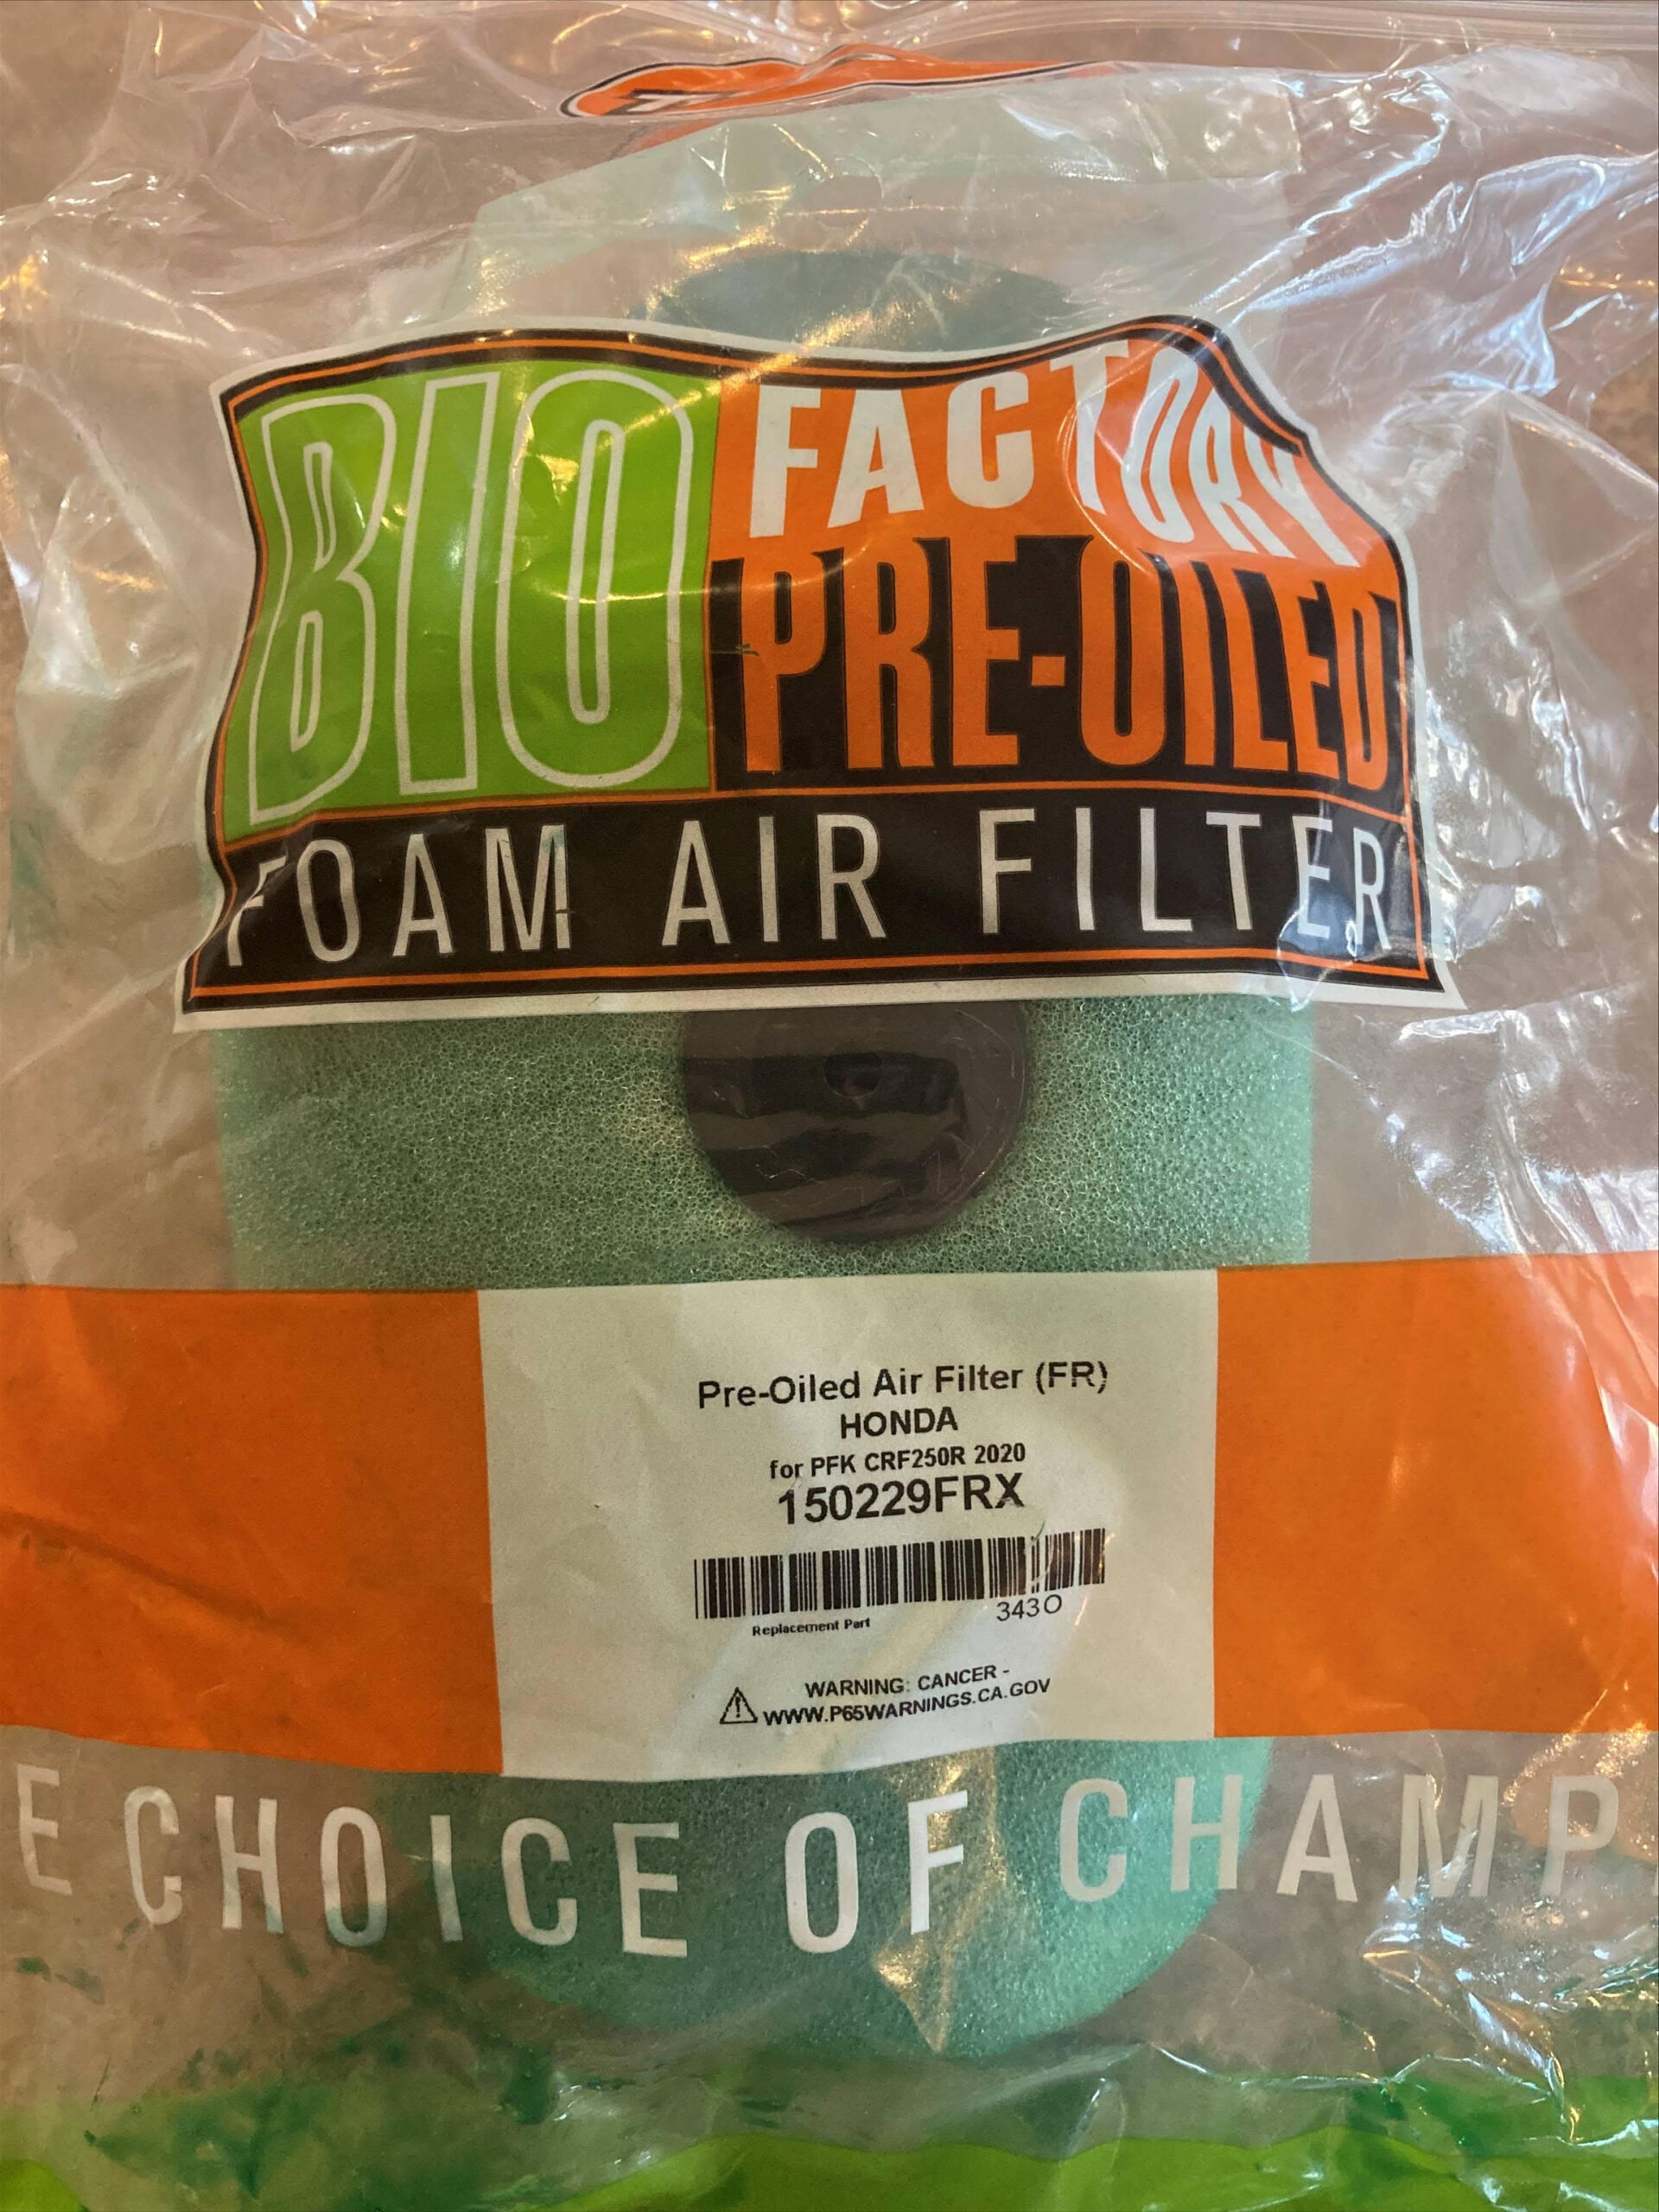 BIO FACTORY
PRE-OILED
FOAM AIR FILTER
Pre-Oiled Air Filter (FR)
HONDA
for PFK CRF250R 2020
150229FRX
3430
Replacement Part
WARNING: CANCER -
WWW.P65WARNINGS.CA.GOV
E CHOICE OF CHAMP